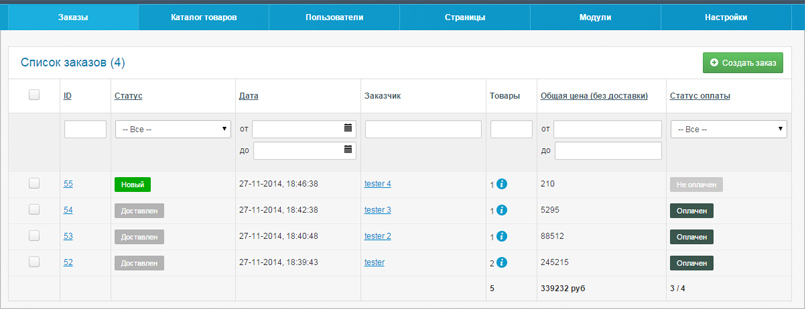 Заказы Каталог товаров Пользователи Страницы Модули Настройки
Список заказов (4) Создать заказ
ID Статус Дата Заказчик Товары Общая цена (без доставки) Статус оплаты
-- Все -- от от -- Все --
до до
55 Новый 27-11-2014, 18:46:38 tester 4 1 210 Не оплачен
54 Доставлен 27-11-2014, 18:42:38 tester 3 1 5295 Оплачен
53 Доставлен 27-11-2014, 18:40:48 tester 2 1 88512 Оплачен
52 Доставлен 27-11-2014, 18:39:43 tester 2 245215 Оплачен
5 339232 руб 3 / 4